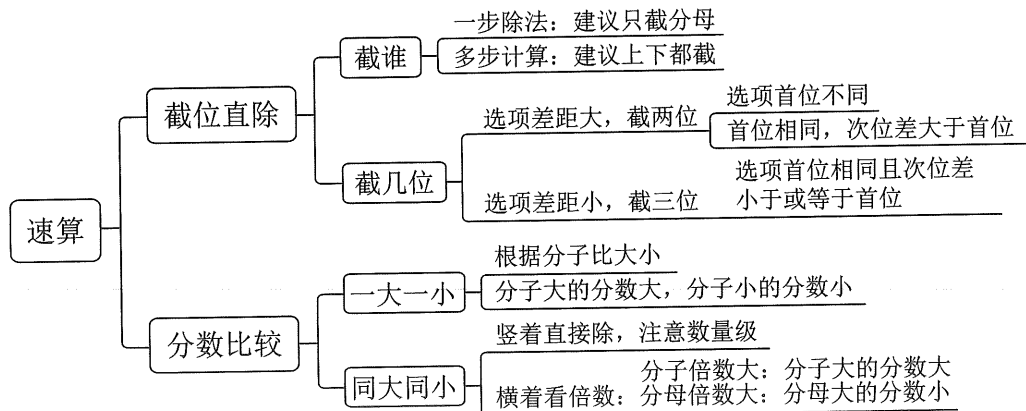 速算
截位直除
截谁
一步除法：建议只截分母
多步计算：建议上下都截
截几位
选项差距大，截两位
选项首位不同
首位相同，次位差大于首位
选项差距小，截三位
选项首位相同且次位差
小于或等于首位
分数比较
一大一小
根据分子比大小
分子大的分数大，分子小的分数小
同大同小
竖着直接除，注意数量级
横着看倍数：
分子倍数大：分子大的分数大
分母倍数大：分母大的分数小